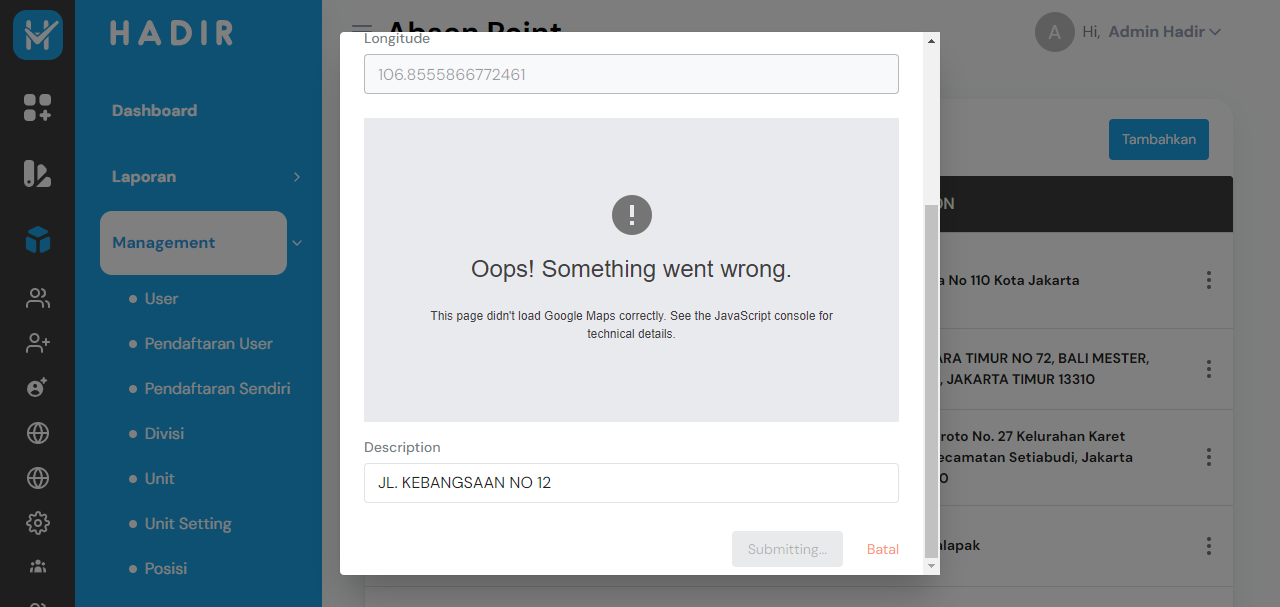 HADIR
Absen Point
A
Hi, Admin Hadir
Dashboard
Laporan
Management
User
Pendaftaran User
Pendaftaran Sendiri
Divisi
Unit
Unit Setting
Posisi
Longitude
106.8555866772461
Oops! Something went wrong.
This page didn't load Google Maps correctly. See the JavaScript console for
technical details.
Description
JL. KEBANGSAAN NO 12
Submitting...
Batal
Tambahkan
ON
a No 110 Kota Jakarta
ARA TIMUR NO 72, BALI MESTER,
, JAKARTA TIMUR 13310
roto No. 27 Kelurahan Karet
ecamatan Setiabudi, Jakarta
0
alapak